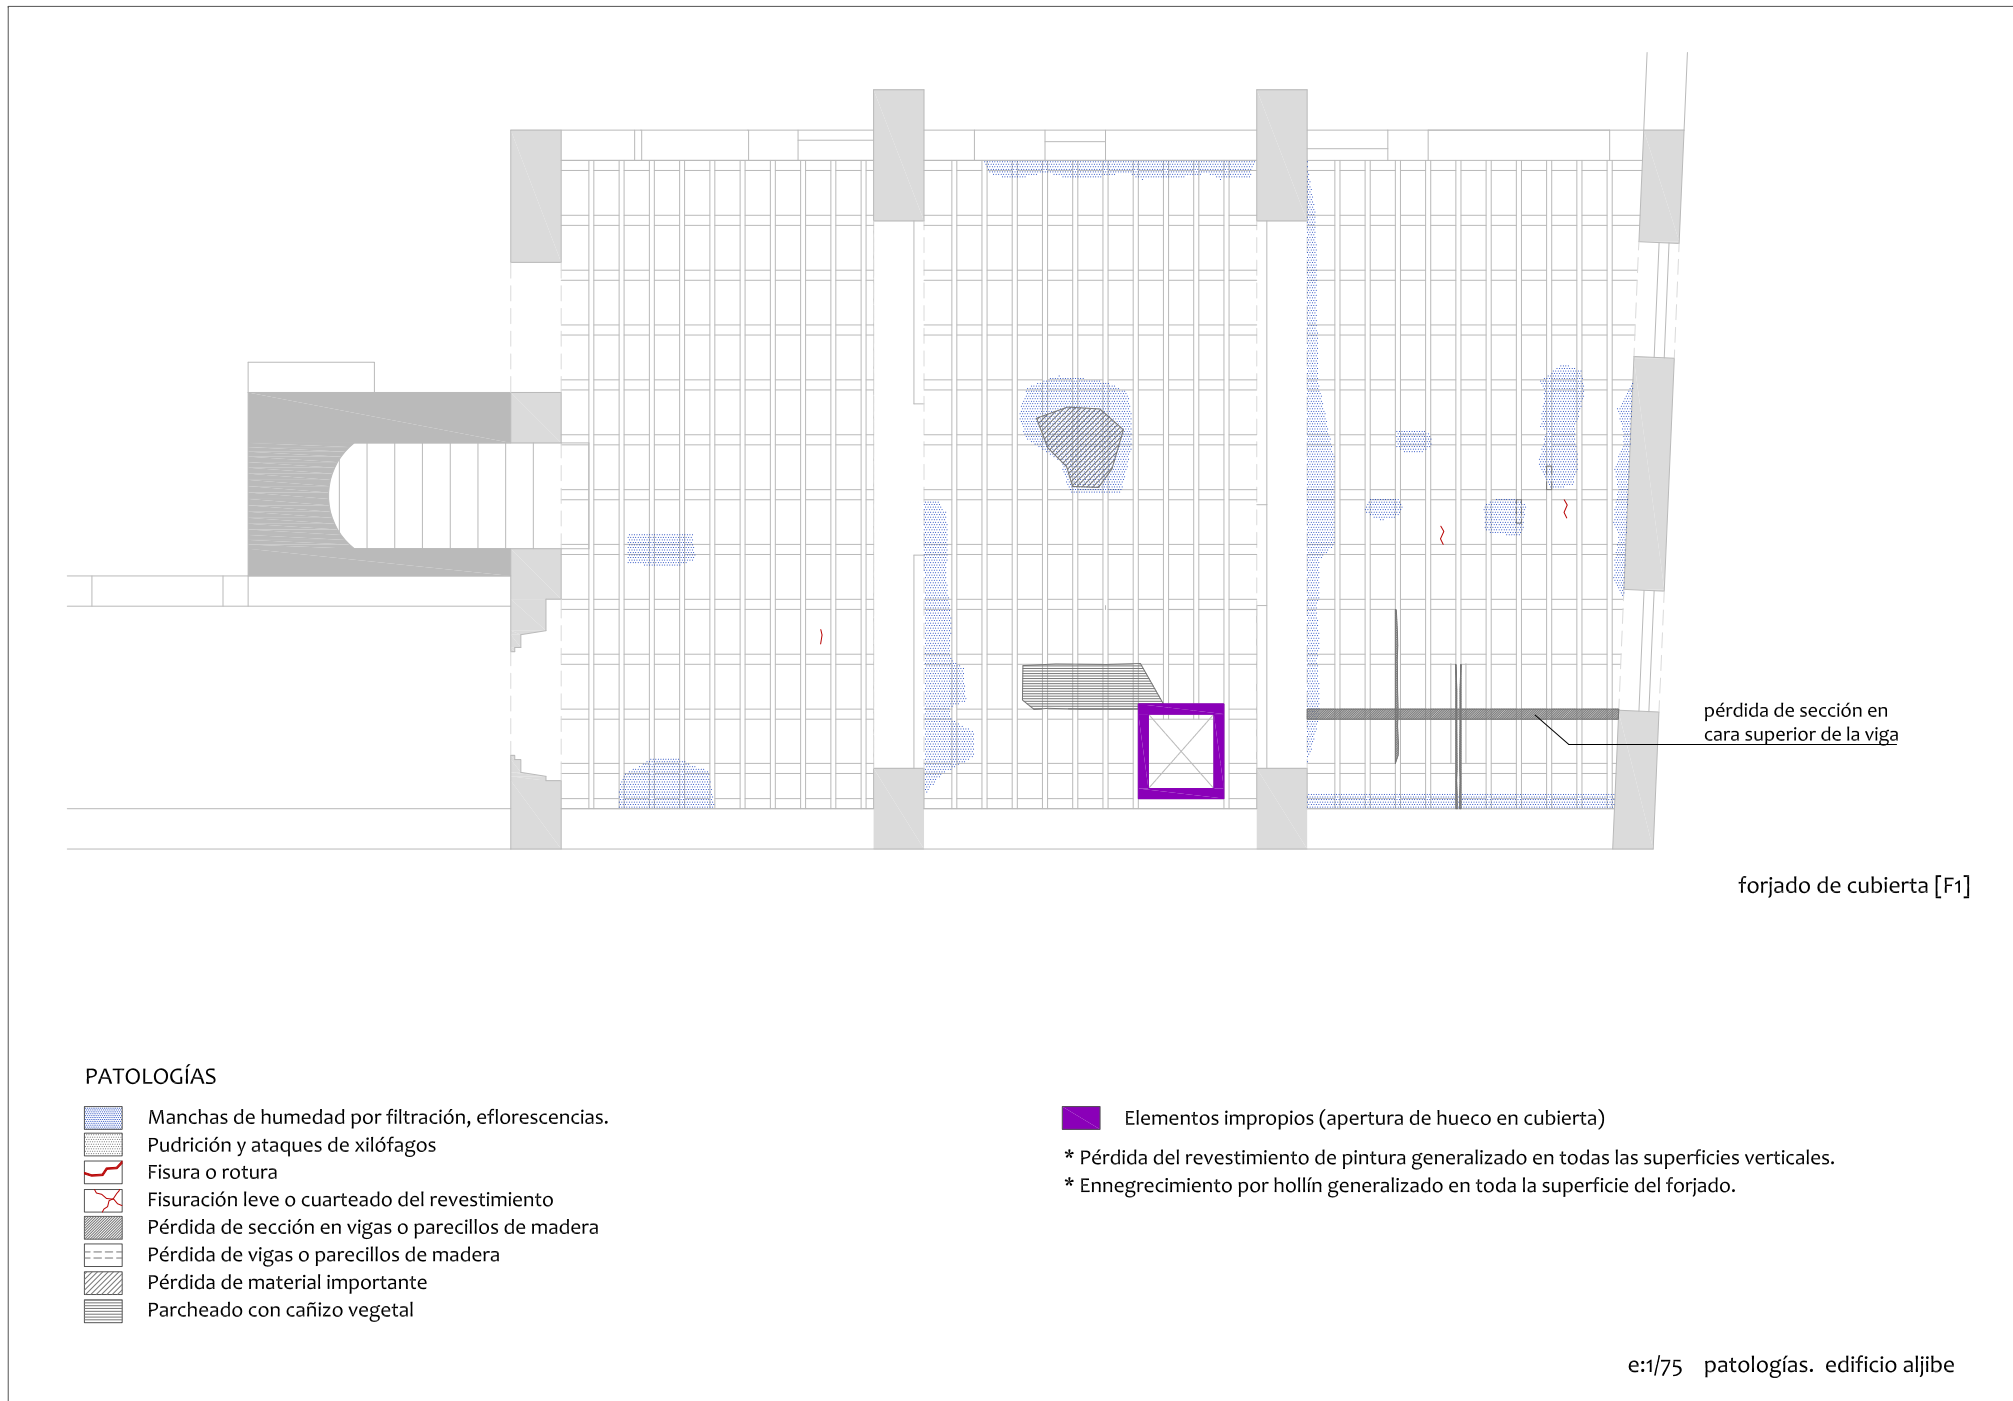 pérdida de sección en
cara superior de la viga
forjado de cubierta [F1]
PATOLOGÍAS
Manchas de humedad por filtración, eflorescencias.
Pudrición y ataques de xilófagos
Fisura o rotura
Fisuración leve o cuarteado del revestimiento
Pérdida de sección en vigas o parecillos de madera
Pérdida de vigas o parecillos de madera
Pérdida de material importante
Parcheado con cañizo vegetal
Elementos impropios (apertura de hueco en cubierta)
* Pérdida del revestimiento de pintura generalizado en todas las superficies verticales.
* Ennegrecimiento por hollín generalizado en toda la superficie del forjado.
e:1/75 patologías. edificio aljibe